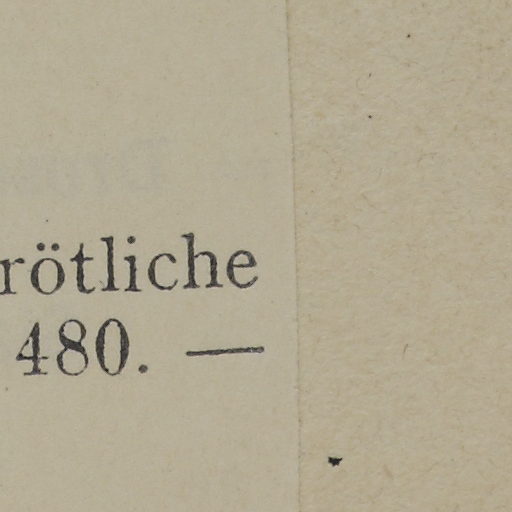 rötliche
480. —